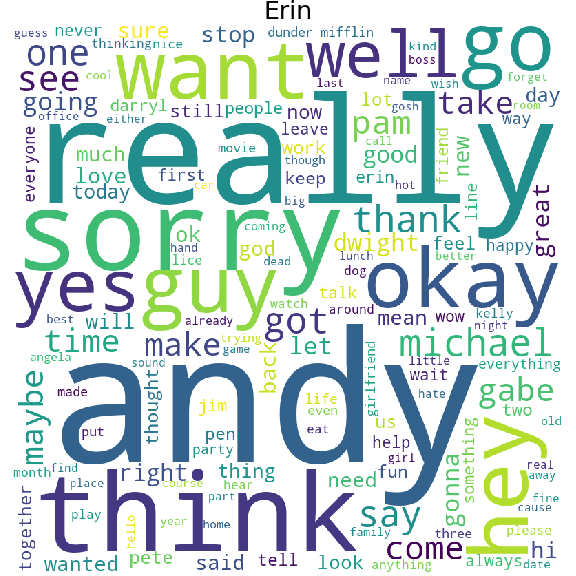 Erin
guess never sure stop dunder mifflin
thinking nice
one want well go
cool kind boss
see last name wish forget
going darryl still people now lot take day
office either gosh room
everyone much movie leave pam call way
really
love work good friend new
today first keep though erin hot line great
car big
sorry coming thank
ok god dwight feel happy
hand lice dead lunch better
yes guy watch talk dog okay
got around mean wow kelly
best will already night
time make trying let michael
angela game little everything
sound back girlfriend wait
andy
maybe made thought jim life hate gabe
put pen even us two old
party eat help girl
month find right thing need fun gonna something hey real away
place course hear part
together play think say fine
hello year home family three cause please
come hi
wanted pete said tell look anything always date